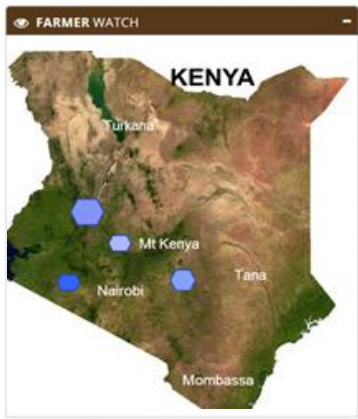 FARMER WATCH
KENYA
Turkana
Mt Kenya
Tana
Nairobi
Mombassa